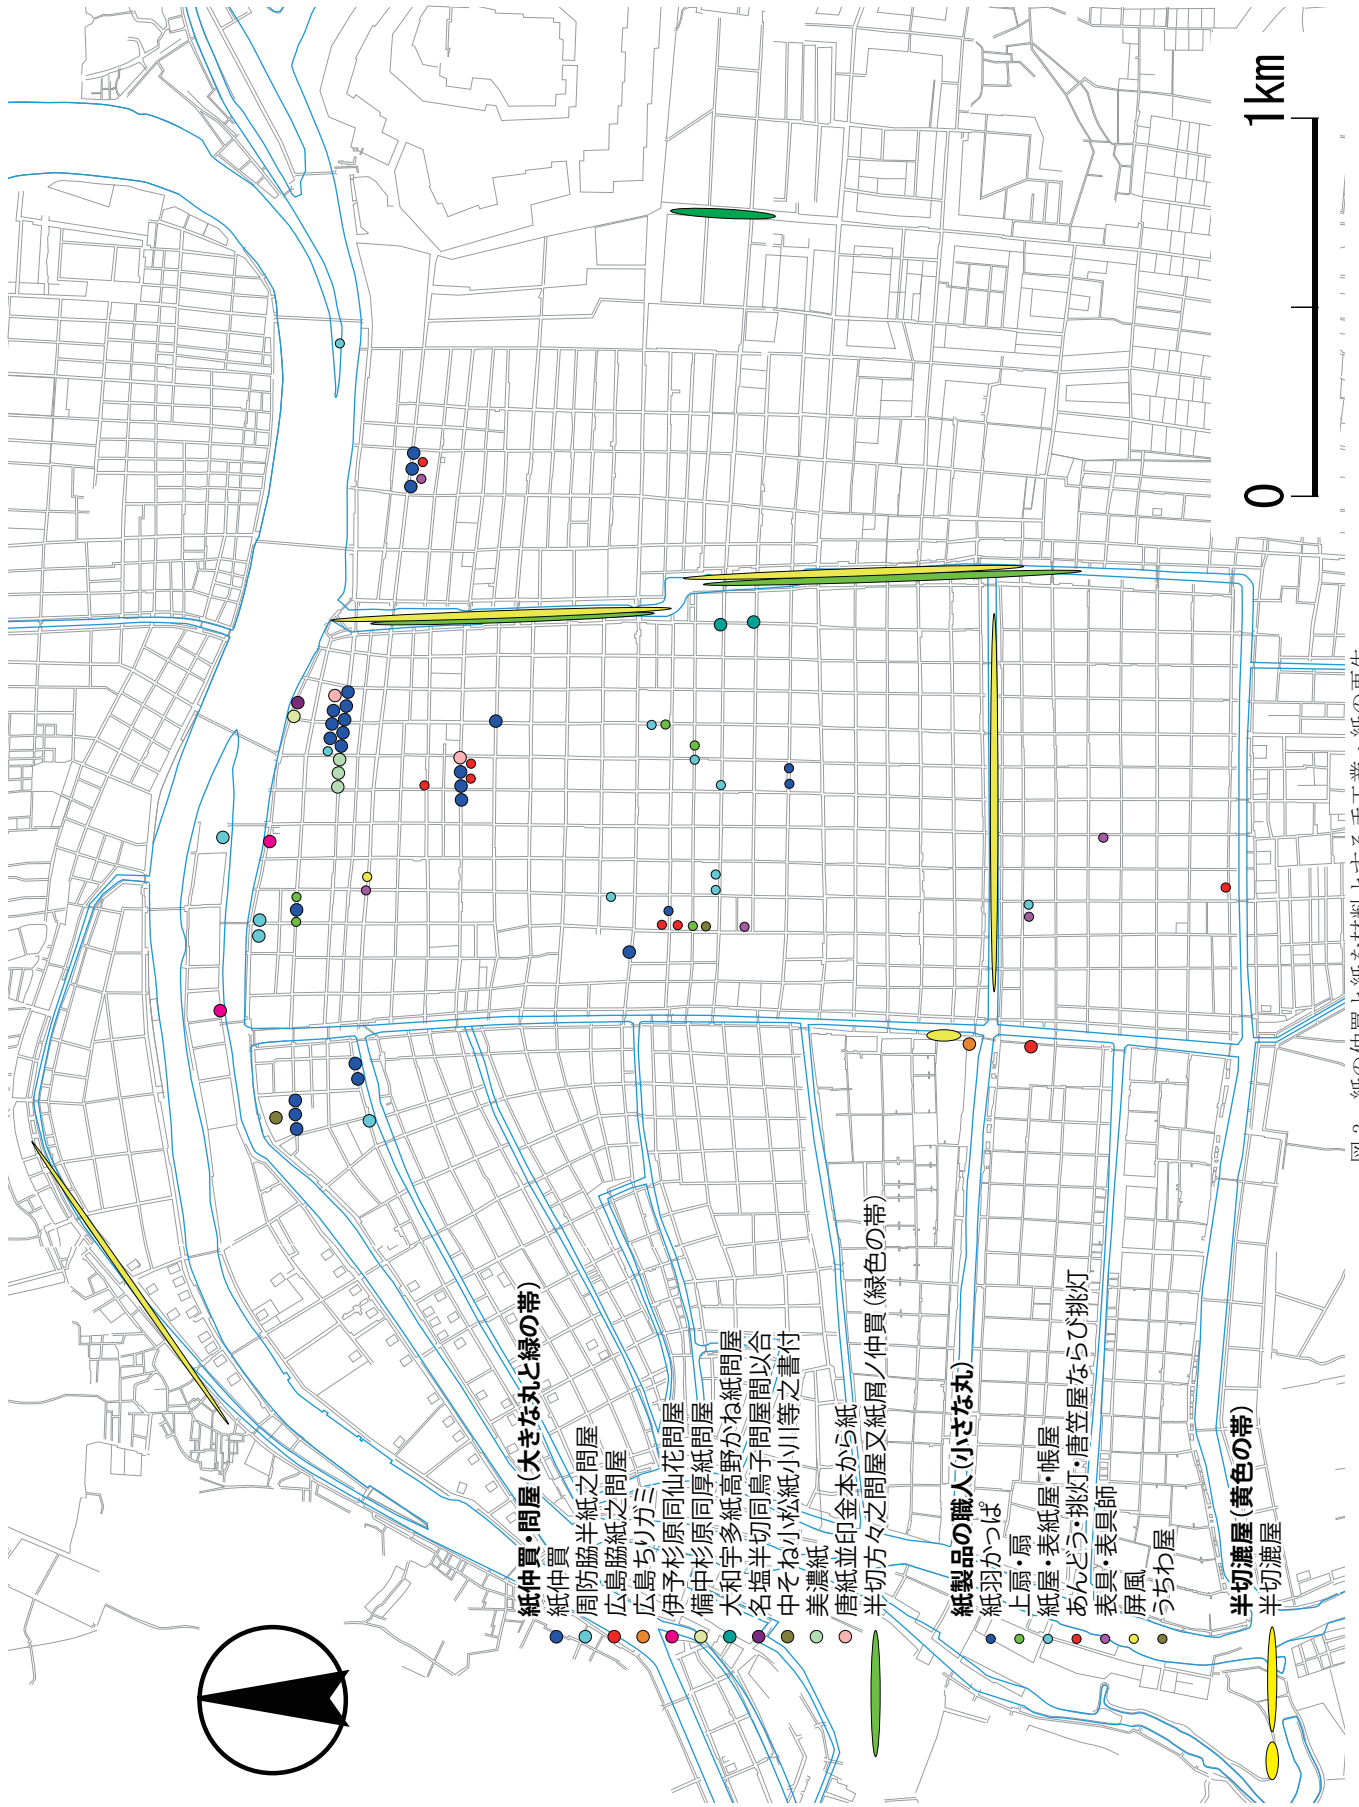 紙仲買・問屋(大きな丸と緑の帯)
紙仲買
周防脇半紙之問屋
広島脇紙之問屋
広島ちりガミ
伊予杉原同仙花問屋
備中杉原同厚紙問屋
大和宇多紙高野かね紙問屋
名塩半切同鳥子問屋間以合
中そね小松紙小川等之書付
美濃紙
唐紙並印金本から紙
半切方々之問屋又紙屑ノ仲買(緑色の帯)
紙製品の職人(小さな丸)
紙羽かっぱ
上扇・扇
紙屋・表紙屋・帳屋
あんどう・挑灯・唐笠屋ならび挑灯
表具・表具師
屏風
うちわ屋
半切漉屋(黄色の帯)
半切漉屋
0 1km